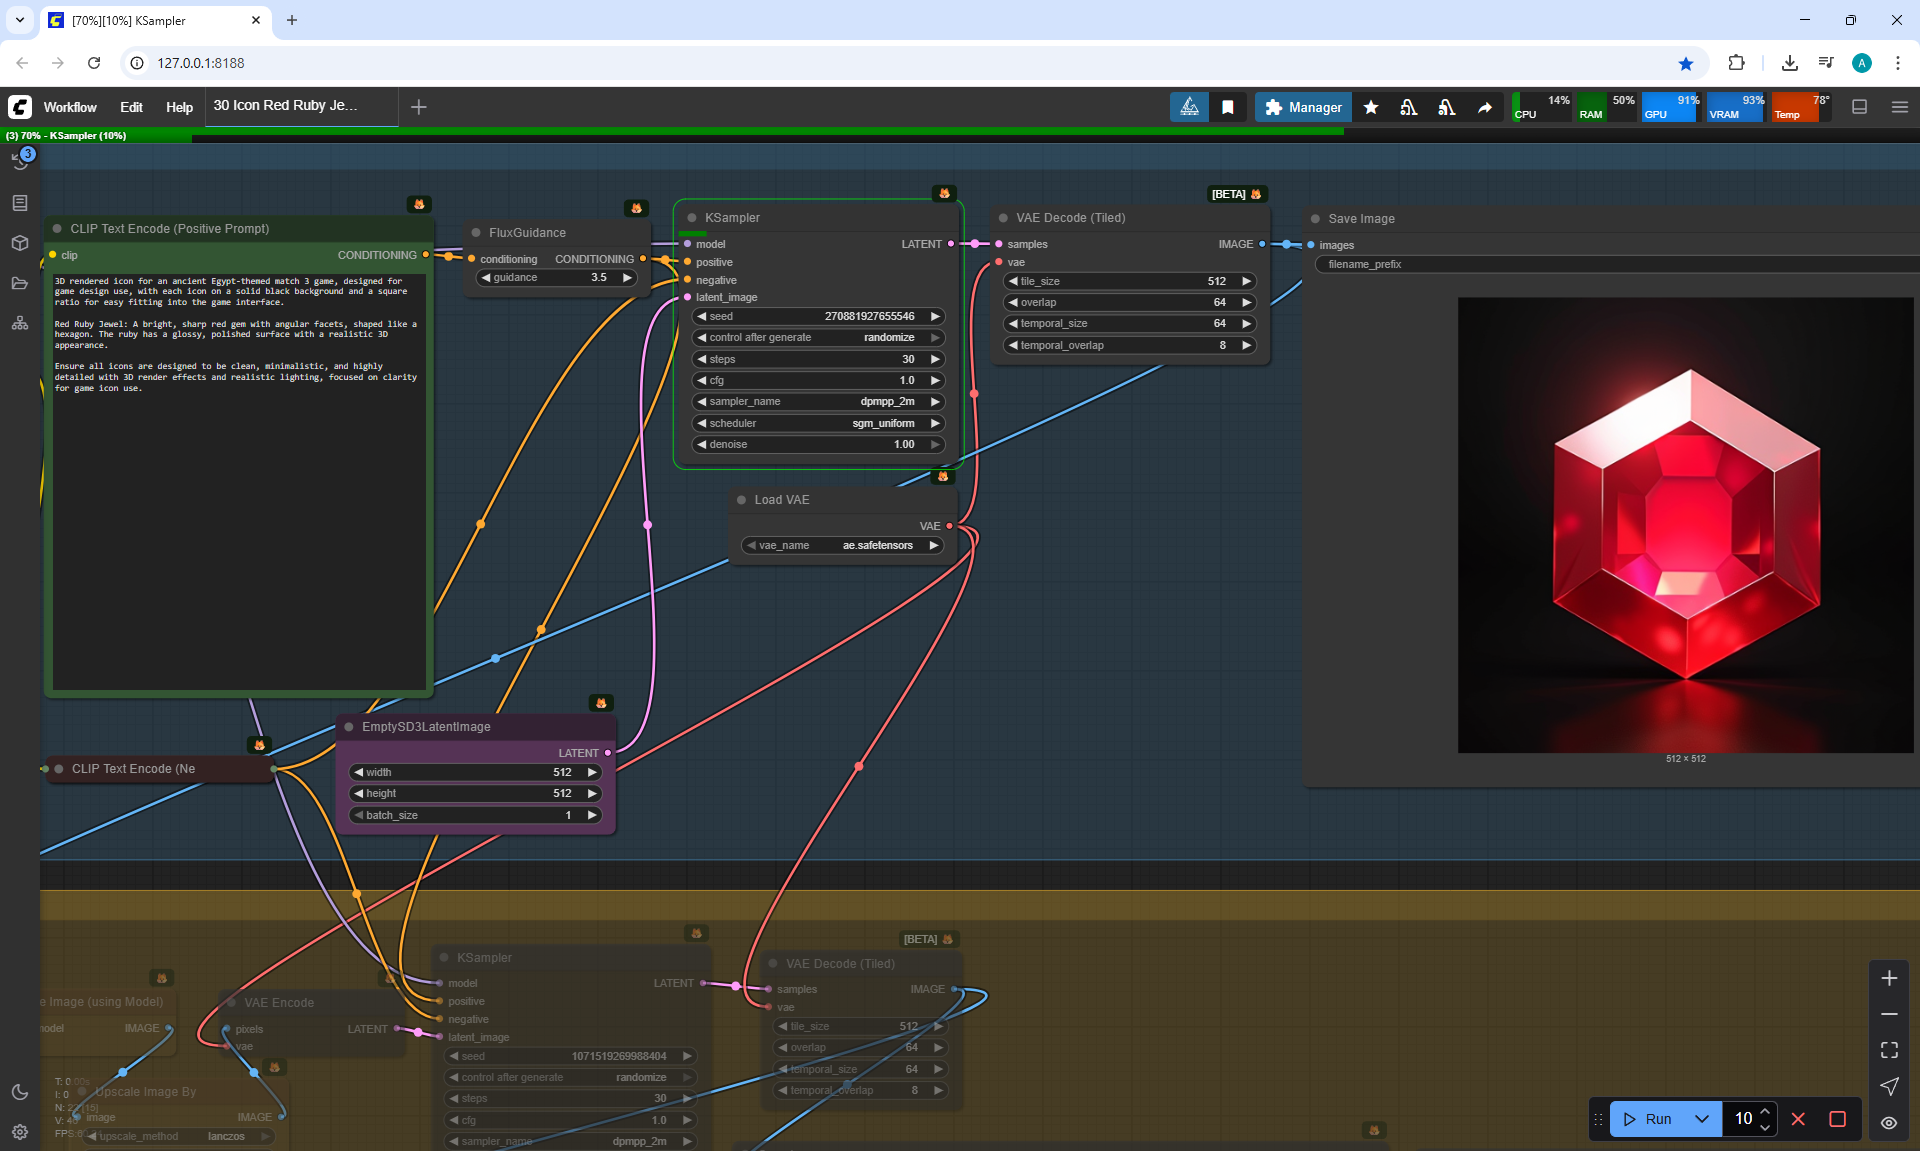 [70%][10%] KSampler
127.0.0.1:8188
A
Workflow Edit Help 30 Icon Red Ruby Je...
Manager
14% CPU
50% RAM
91% GPU
93% VRAM
78° Temp
(3) 70% - KSampler (10%)
3
CLIP Text Encode (Positive Prompt)
clip CONDITIONING
3D rendered icon for an ancient Egypt-themed match 3 game, designed for
game design use, with each icon on a solid black background and a square
ratio for easy fitting into the game interface.
Red Ruby Jewel: A bright, sharp red gem with angular facets, shaped like a
hexagon. The ruby has a glossy, polished surface with a realistic 3D
appearance.
Ensure all icons are designed to be clean, minimalistic, and highly
detailed with 3D render effects and realistic lighting, focused on clarity
for game icon use.
FluxGuidance
conditioning CONDITIONING
guidance 3.5
KSampler
model LATENT
positive
negative
latent_image
seed 270881927655546
control after generate randomize
steps 30
cfg 1.0
sampler_name dpmpp_2m
scheduler sgm_uniform
denoise 1.00
[BETA]
VAE Decode (Tiled)
samples IMAGE
vae
tile_size 512
overlap 64
temporal_size 64
temporal_overlap 8
Save Image
images
filename_prefix
512 × 512
Load VAE
VAE
vae_name ae.safetensors
EmptySD3LatentImage
LATENT
width 512
height 512
batch_size 1
CLIP Text Encode (Ne
KSampler
model LATENT
positive
negative
latent_image
seed 1071519269988404
control after generate randomize
steps 30
cfg 1.0
sampler_name dpmpp_2m
[BETA]
VAE Decode (Tiled)
samples IMAGE
vae
tile_size 512
overlap 64
temporal_size 64
temporal_overlap 8
e Image (using Model)
odel IMAGE
VAE Encode
pixels LATENT
vae
Upscale Image By
image IMAGE
upscale_method lanczos
T: 0.00s
I: 0
N:
V:
FPS:
Run 10